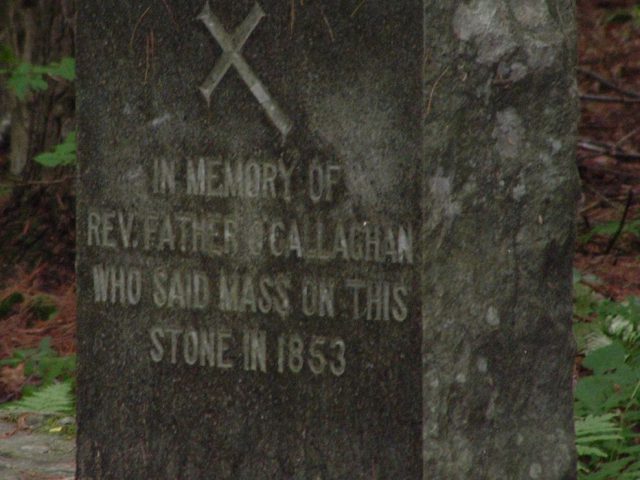 IN MEMORY OF
REV. FATHER O'CALLAGHAN
WHO SAID MASS ON THIS
STONE IN 1853